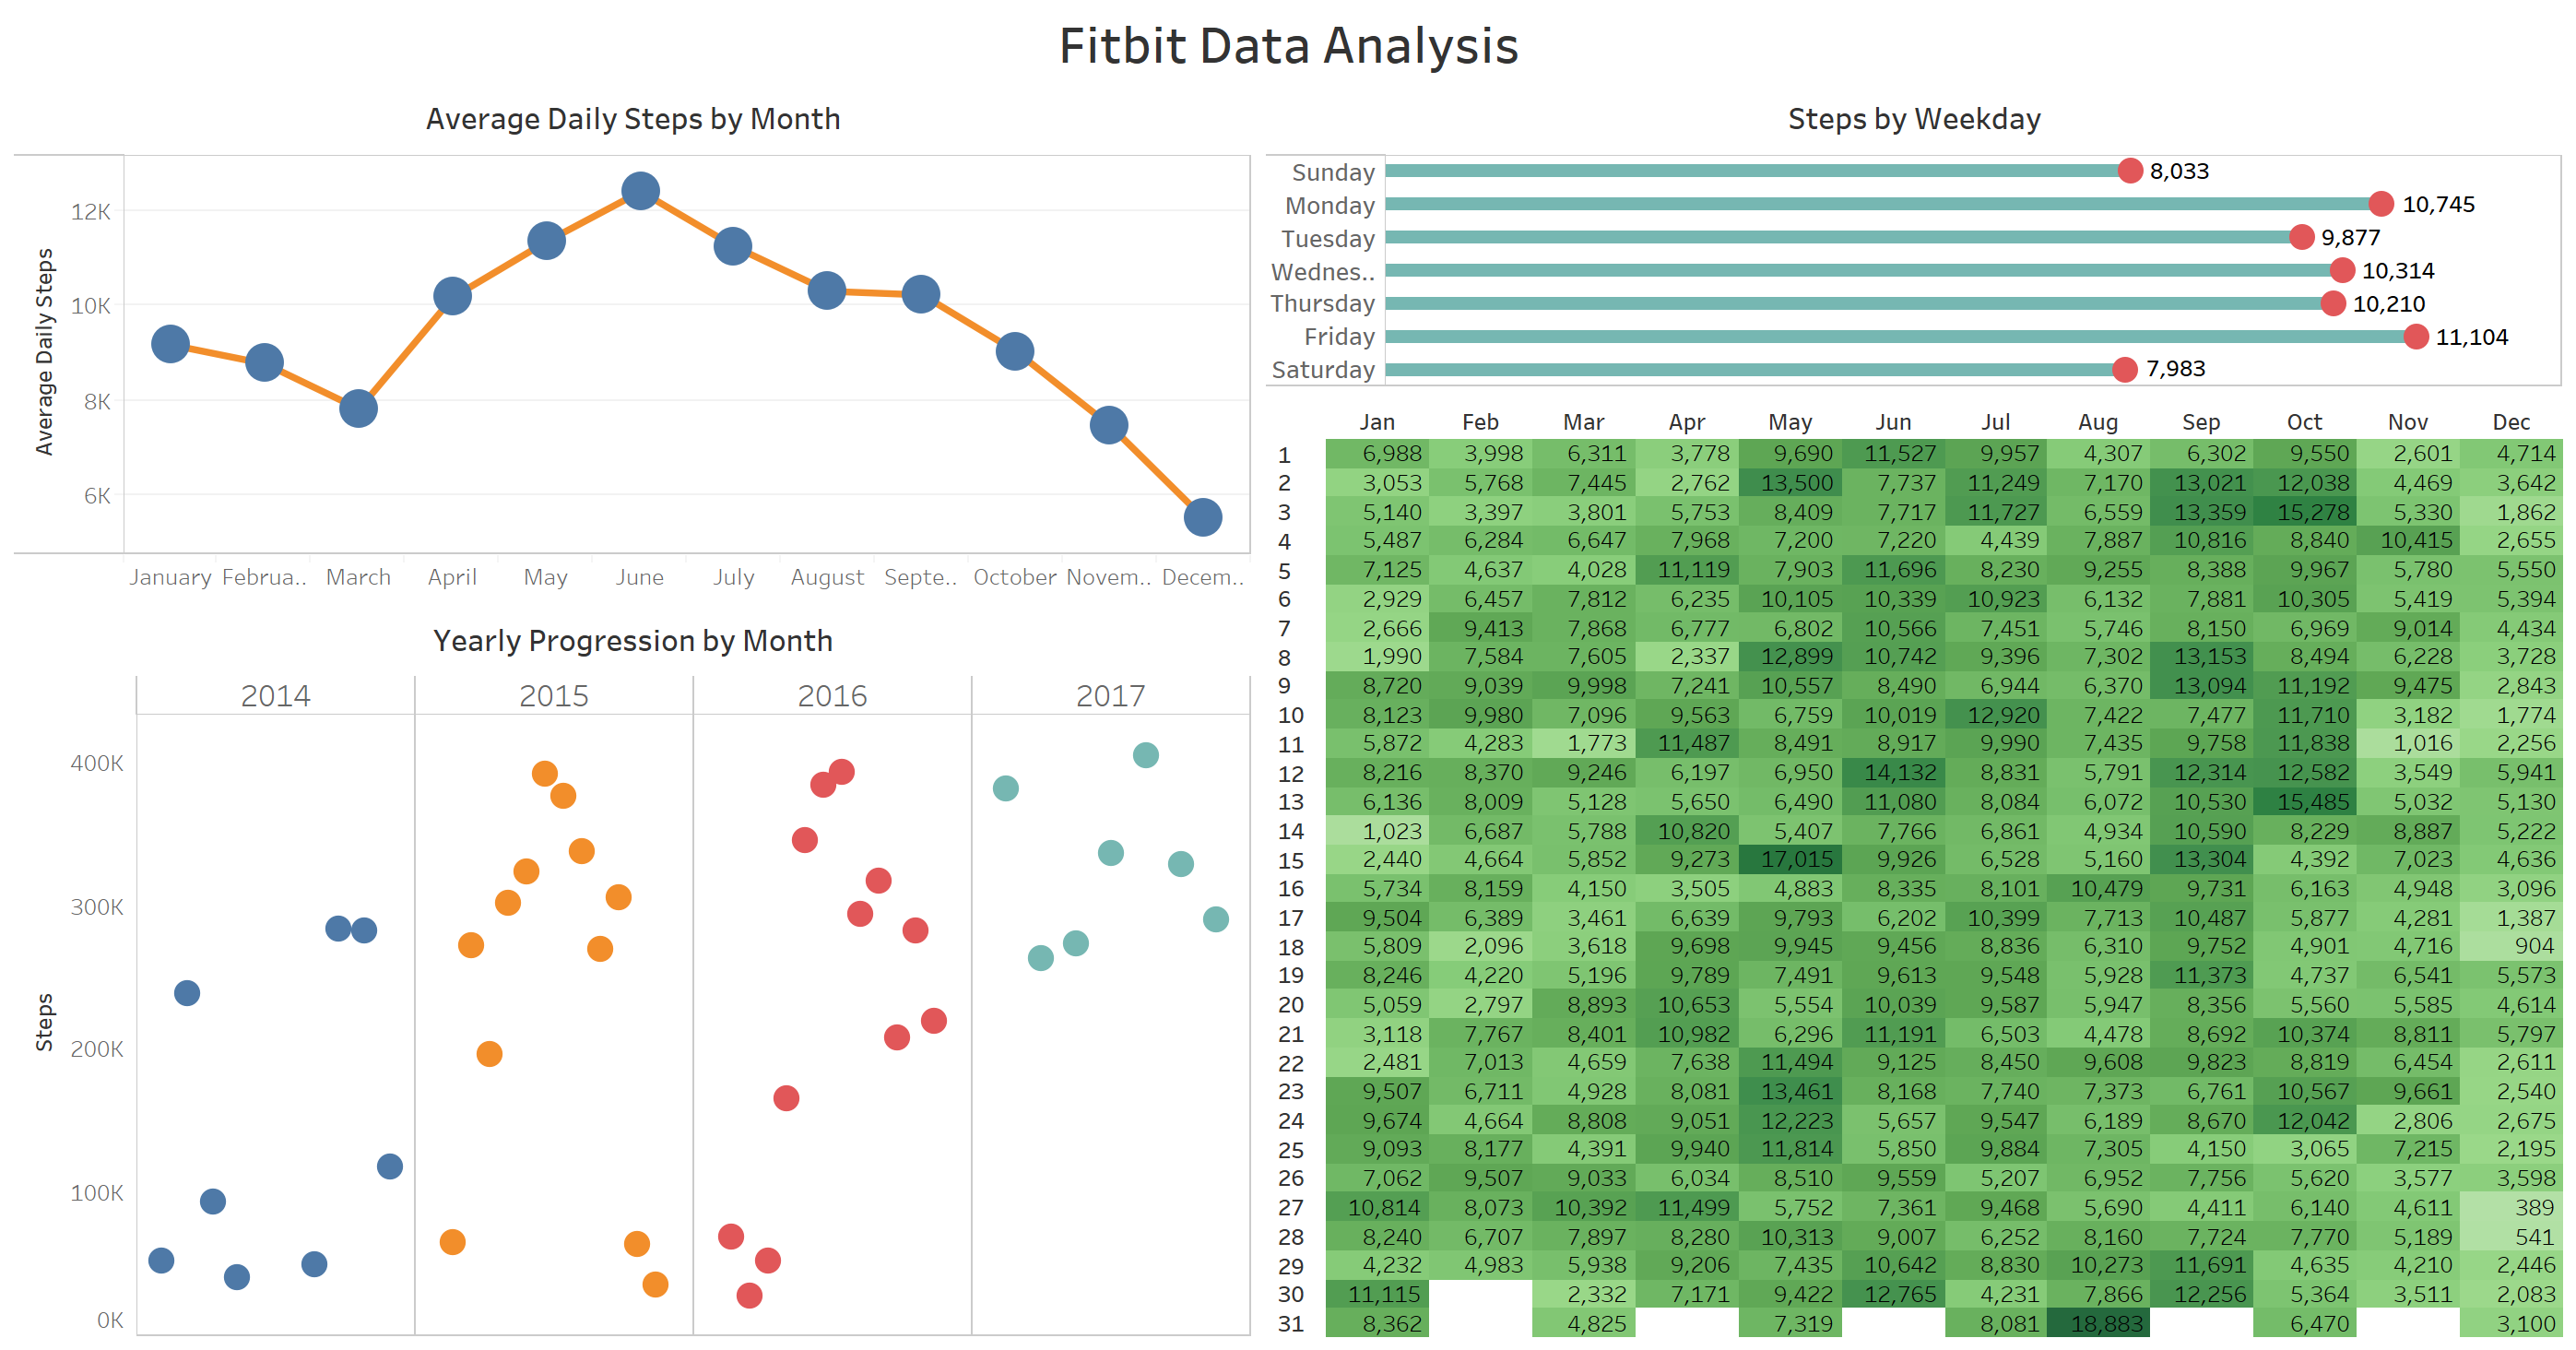 Fitbit Data Analysis
Average Daily Steps by Month
Average Daily Steps
12K
10K
8K
6K
January Februa.. March April May June July August Septe.. October Novem.. Decem..
Yearly Progression by Month
2014 2015 2016 2017
Steps
400K
300K
200K
100K
0K
Steps by Weekday
Sunday 8,033
Monday 10,745
Tuesday 9,877
Wednes.. 10,314
Thursday 10,210
Friday 11,104
Saturday 7,983
Jan Feb Mar Apr May Jun Jul Aug Sep Oct Nov Dec
1 6,988 3,998 6,311 3,778 9,690 11,527 9,957 4,307 6,302 9,550 2,601 4,714
2 3,053 5,768 7,445 2,762 13,500 7,737 11,249 7,170 13,021 12,038 4,469 3,642
3 5,140 3,397 3,801 5,753 8,409 7,717 11,727 6,559 13,359 15,278 5,330 1,862
4 5,487 6,284 6,647 7,968 7,200 7,220 4,439 7,887 10,816 8,840 10,415 2,655
5 7,125 4,637 4,028 11,119 7,903 11,696 8,230 9,255 8,388 9,967 5,780 5,550
6 2,929 6,457 7,812 6,235 10,105 10,339 10,923 6,132 7,881 10,305 5,419 5,394
7 2,666 9,413 7,868 6,777 6,802 10,566 7,451 5,746 8,150 6,969 9,014 4,434
8 1,990 7,584 7,605 2,337 12,899 10,742 9,396 7,302 13,153 8,494 6,228 3,728
9 8,720 9,039 9,998 7,241 10,557 8,490 6,944 6,370 13,094 11,192 9,475 2,843
10 8,123 9,980 7,096 9,563 6,759 10,019 12,920 7,422 7,477 11,710 3,182 1,774
11 5,872 4,283 1,773 11,487 8,491 8,917 9,990 7,435 9,758 11,838 1,016 2,256
12 8,216 8,370 9,246 6,197 6,950 14,132 8,831 5,791 12,314 12,582 3,549 5,941
13 6,136 8,009 5,128 5,650 6,490 11,080 8,084 6,072 10,530 15,485 5,032 5,130
14 1,023 6,687 5,788 10,820 5,407 7,766 6,861 4,934 10,590 8,229 8,887 5,222
15 2,440 4,664 5,852 9,273 17,015 9,926 6,528 5,160 13,304 4,392 7,023 4,636
16 5,734 8,159 4,150 3,505 4,883 8,335 8,101 10,479 9,731 6,163 4,948 3,096
17 9,504 6,389 3,461 6,639 9,793 6,202 10,399 7,713 10,487 5,877 4,281 1,387
18 5,809 2,096 3,618 9,698 9,945 9,456 8,836 6,310 9,752 4,901 4,716 904
19 8,246 4,220 5,196 9,789 7,491 9,613 9,548 5,928 11,373 4,737 6,541 5,573
20 5,059 2,797 8,893 10,653 5,554 10,039 9,587 5,947 8,356 5,560 5,585 4,614
21 3,118 7,767 8,401 10,982 6,296 11,191 6,503 4,478 8,692 10,374 8,811 5,797
22 2,481 7,013 4,659 7,638 11,494 9,125 8,450 9,608 9,823 8,819 6,454 2,611
23 9,507 6,711 4,928 8,081 13,461 8,168 7,740 7,373 6,761 10,567 9,661 2,540
24 9,674 4,664 8,808 9,051 12,223 5,657 9,547 6,189 8,670 12,042 2,806 2,675
25 9,093 8,177 4,391 9,940 11,814 5,850 9,884 7,305 4,150 3,065 7,215 2,195
26 7,062 9,507 9,033 6,034 8,510 9,559 5,207 6,952 7,756 5,620 3,577 3,598
27 10,814 8,073 10,392 11,499 5,752 7,361 9,468 5,690 4,411 6,140 4,611 389
28 8,240 6,707 7,897 8,280 10,313 9,007 6,252 8,160 7,724 7,770 5,189 541
29 4,232 4,983 5,938 9,206 7,435 10,642 8,830 10,273 11,691 4,635 4,210 2,446
30 11,115 2,332 7,171 9,422 12,765 4,231 7,866 12,256 5,364 3,511 2,083
31 8,362 4,825 7,319 8,081 18,883 6,470 3,100